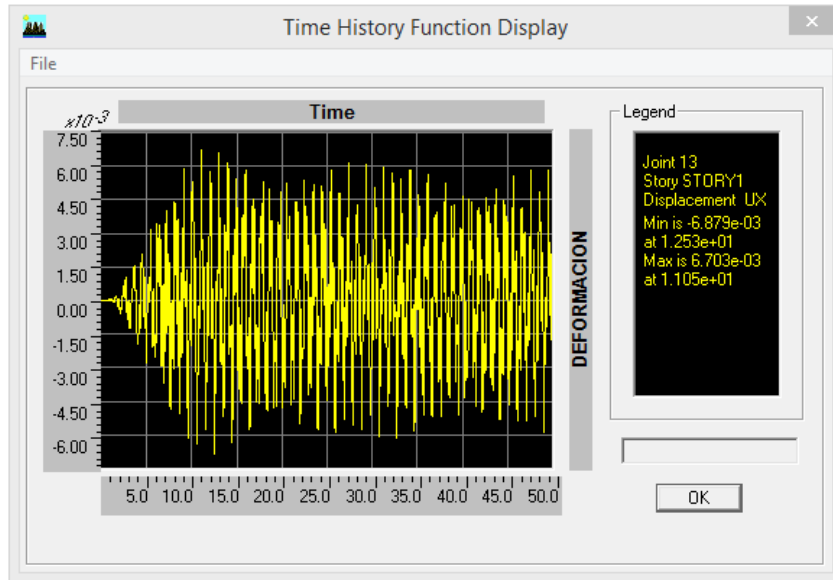 Time History Function Display
×
File
x10-3
Time
Legend
7.50
6.00
4.50
3.00
1.50
0.00
-1.50
-3.00
-4.50
-6.00
DEFORMACION
Joint 13
Story STORY1
Displacement UX
Min is -6.879e-03
at 1.253e+01
Max is 6.703e-03
at 1.105e+01
5.0 10.0 15.0 20.0 25.0 30.0 35.0 40.0 45.0 50.0
OK